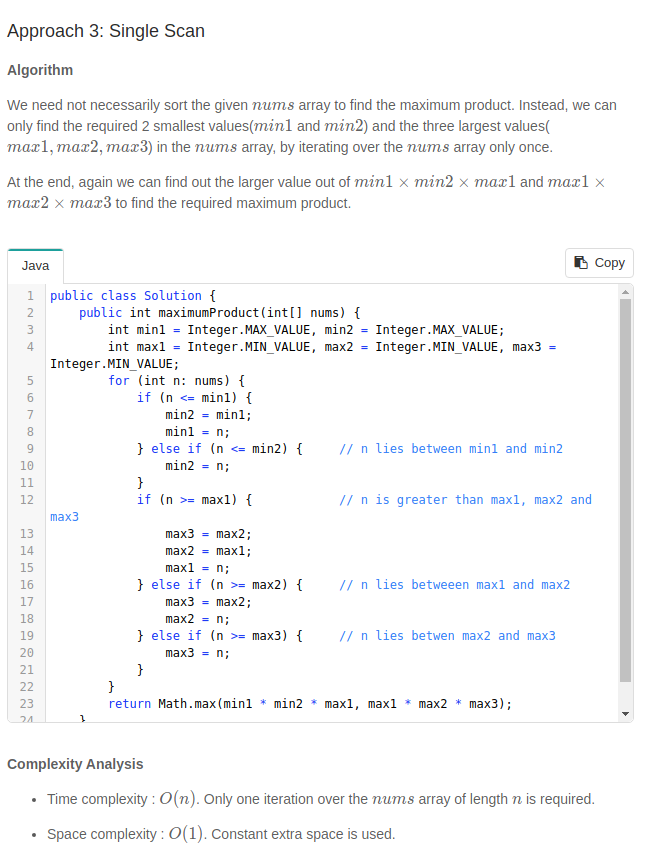 Approach 3: Single Scan
Algorithm
We need not necessarily sort the given nums array to find the maximum product. Instead, we can
only find the required 2 smallest values(min1 and min2) and the three largest values(
max1, max2, max3) in the nums array, by iterating over the nums array only once.
At the end, again we can find out the larger value out of min1 × min2 × max1 and max1 ×
max2 × max3 to find the required maximum product.
Java
Copy
1 public class Solution {
2     public int maximumProduct(int[] nums) {
3         int min1 = Integer.MAX_VALUE, min2 = Integer.MAX_VALUE;
4         int max1 = Integer.MIN_VALUE, max2 = Integer.MIN_VALUE, max3 =
Integer.MIN_VALUE;
5         for (int n: nums) {
6             if (n <= min1) {
7                 min2 = min1;
8                 min1 = n;
9             } else if (n <= min2) {     // n lies between min1 and min2
10                 min2 = n;
11             }
12             if (n >= max1) {            // n is greater than max1, max2 and
max3
13                 max3 = max2;
14                 max2 = max1;
15                 max1 = n;
16             } else if (n >= max2) {     // n lies betweeen max1 and max2
17                 max3 = max2;
18                 max2 = n;
19             } else if (n >= max3) {     // n lies betwen max2 and max3
20                 max3 = n;
21             }
22         }
23         return Math.max(min1 * min2 * max1, max1 * max2 * max3);
24     }
Complexity Analysis
• Time complexity : O(n). Only one iteration over the nums array of length n is required.
• Space complexity : O(1). Constant extra space is used.